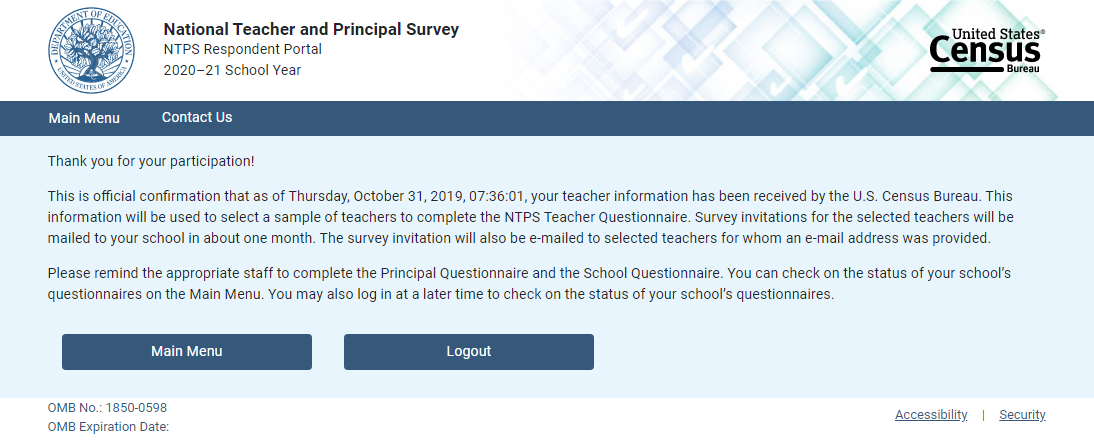 DEPARTMENT OF EDUCATION
UNITED STATES OF AMERICA
National Teacher and Principal Survey
NTPS Respondent Portal
2020–21 School Year
United States®
Census
Bureau
Main Menu
Contact Us
Thank you for your participation!
This is official confirmation that as of Thursday, October 31, 2019, 07:36:01, your teacher information has been received by the U.S. Census Bureau. This
information will be used to select a sample of teachers to complete the NTPS Teacher Questionnaire. Survey invitations for the selected teachers will be
mailed to your school in about one month. The survey invitation will also be e-mailed to selected teachers for whom an e-mail address was provided.
Please remind the appropriate staff to complete the Principal Questionnaire and the School Questionnaire. You can check on the status of your school’s
questionnaires on the Main Menu. You may also log in at a later time to check on the status of your school’s questionnaires.
Main Menu
Logout
OMB No.: 1850-0598
OMB Expiration Date:
Accessibility | Security